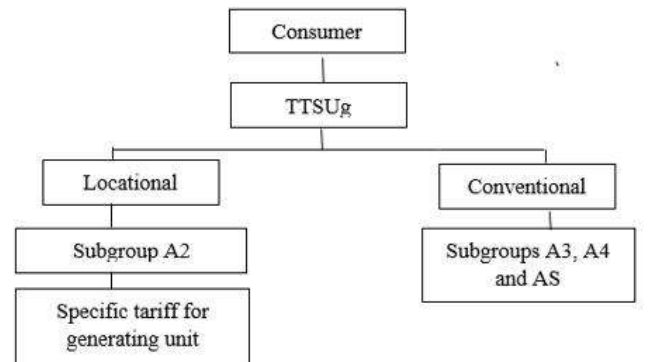 Consumer
TTSUg
Locational
Conventional
Subgroup A2
Subgroups A3, A4
and AS
Specific tariff for
generating unit